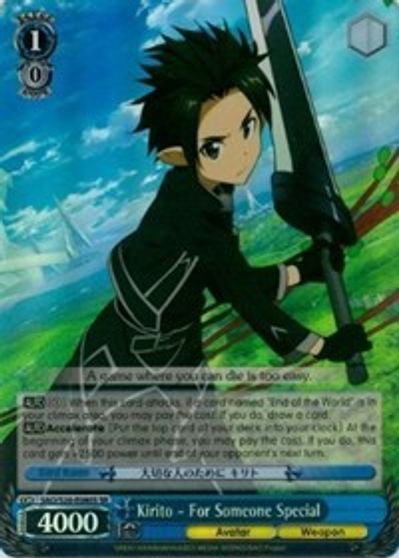 1
0
A game where you can die is too easy.
AUTO [(0)] When this card attacks, if a card named "End of the World" is in
your climax area, you may pay the cost. If you do, draw a card.
AUTO Accelerate [Put the top card of your deck into your clock] At the
beginning of your climax phase, you may pay the cost. If you do, this
card gets +2500 power until end of your opponent's next turn.
大切な人のために キリト
4000
Kirito - For Someone Special
Avatar
Weapon